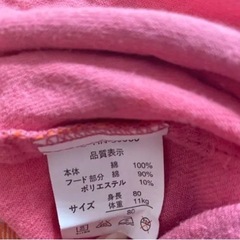 品質表示
本体 綿 100%
フード部分 綿 90%
ポリエステル 10%
サイズ 身長 80
体重 11kg
80